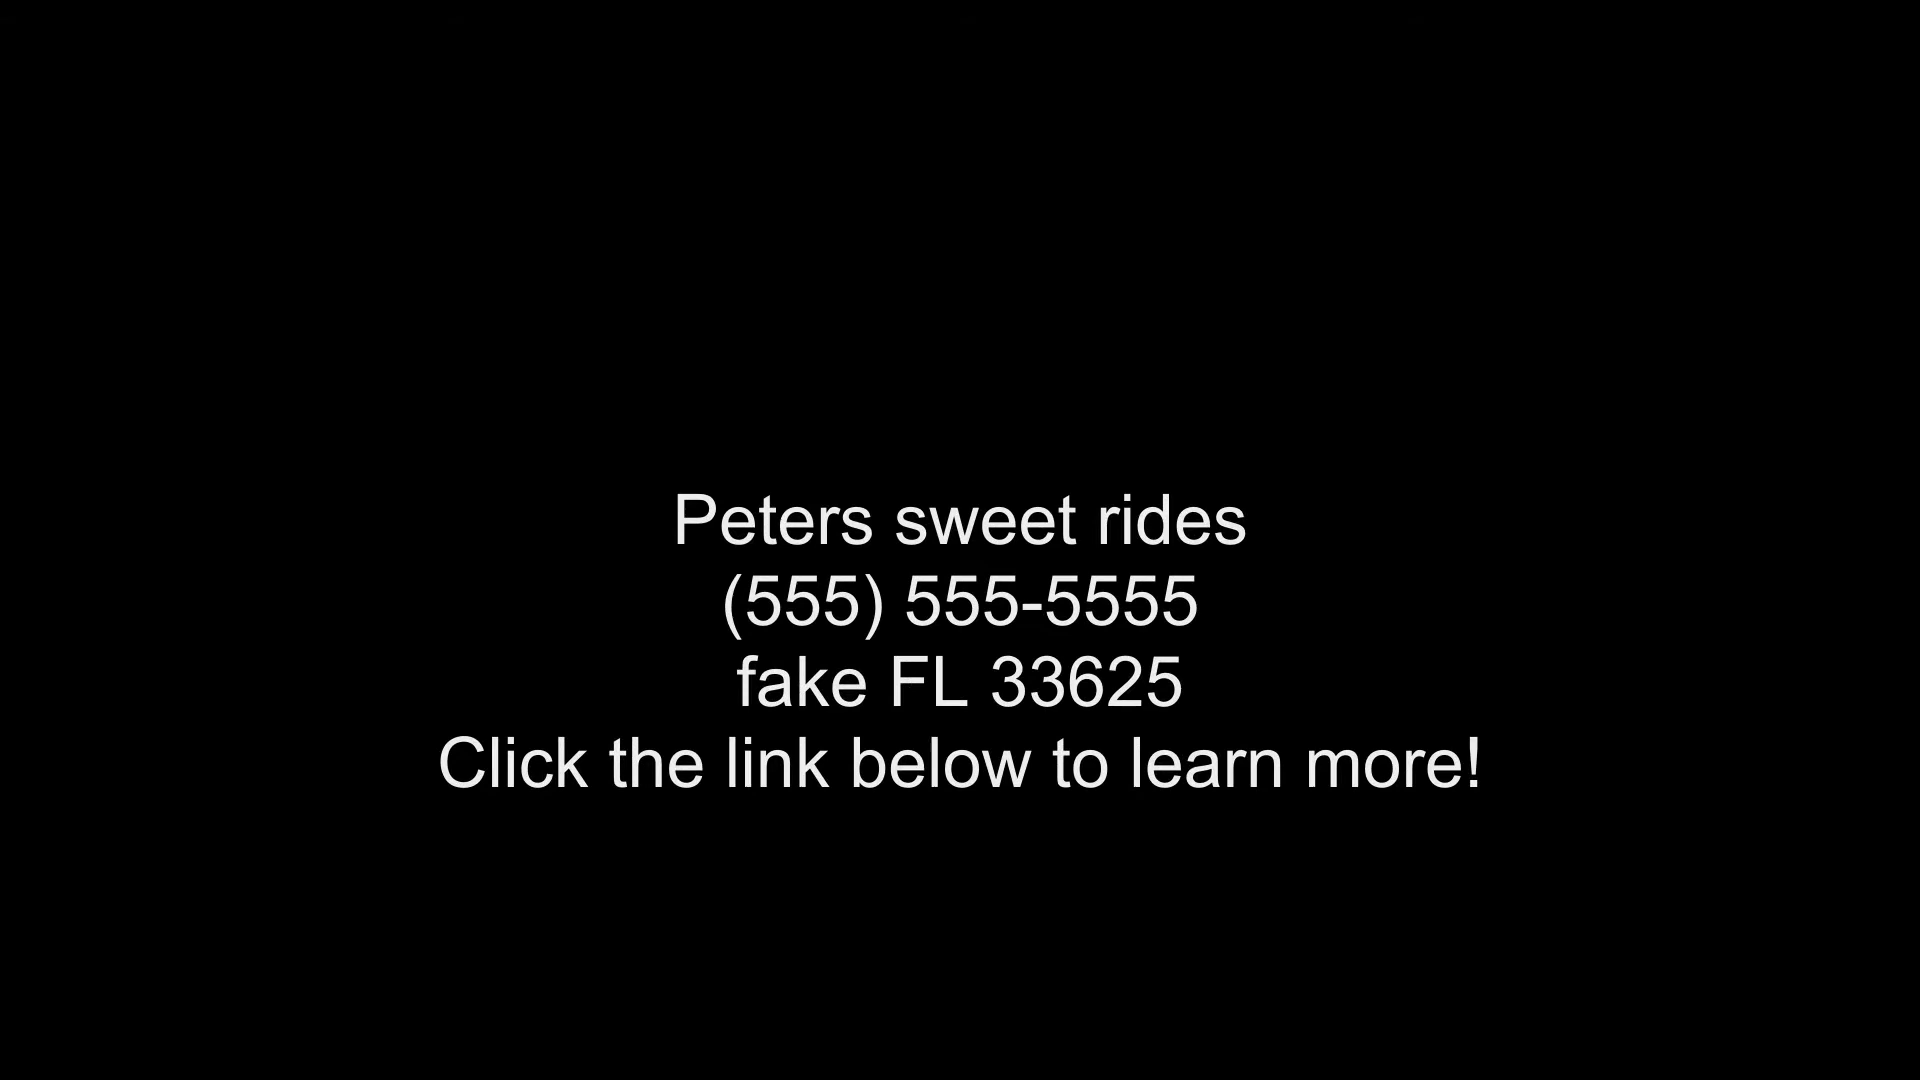 Peters sweet rides
(555) 555-5555
fake FL 33625
Click the link below to learn more!